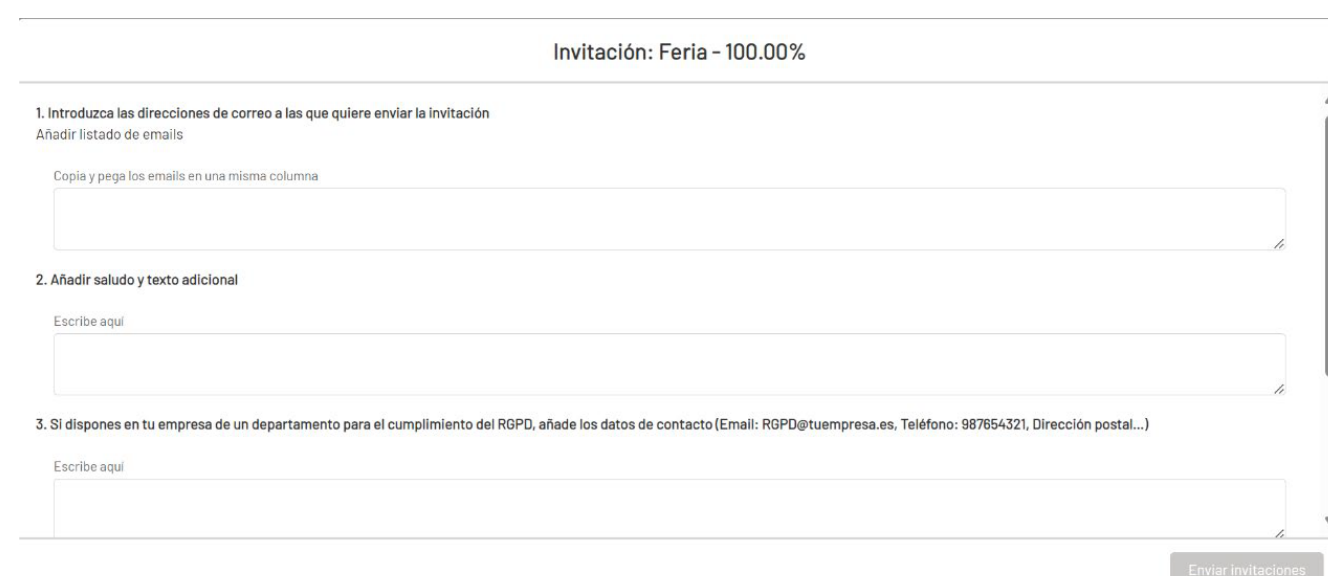 Invitación: Feria - 100.00%
1. Introduzca las direcciones de correo a las que quiere enviar la invitación
Añadir listado de emails
Copia y pega los emails en una misma columna
2. Añadir saludo y texto adicional
Escribe aquí
3. Si dispones en tu empresa de un departamento para el cumplimiento del RGPD, añade los datos de contacto (Email: RGPD@tuempresa.es, Teléfono: 987654321, Dirección postal...)
Escribe aquí
Enviar invitaciones